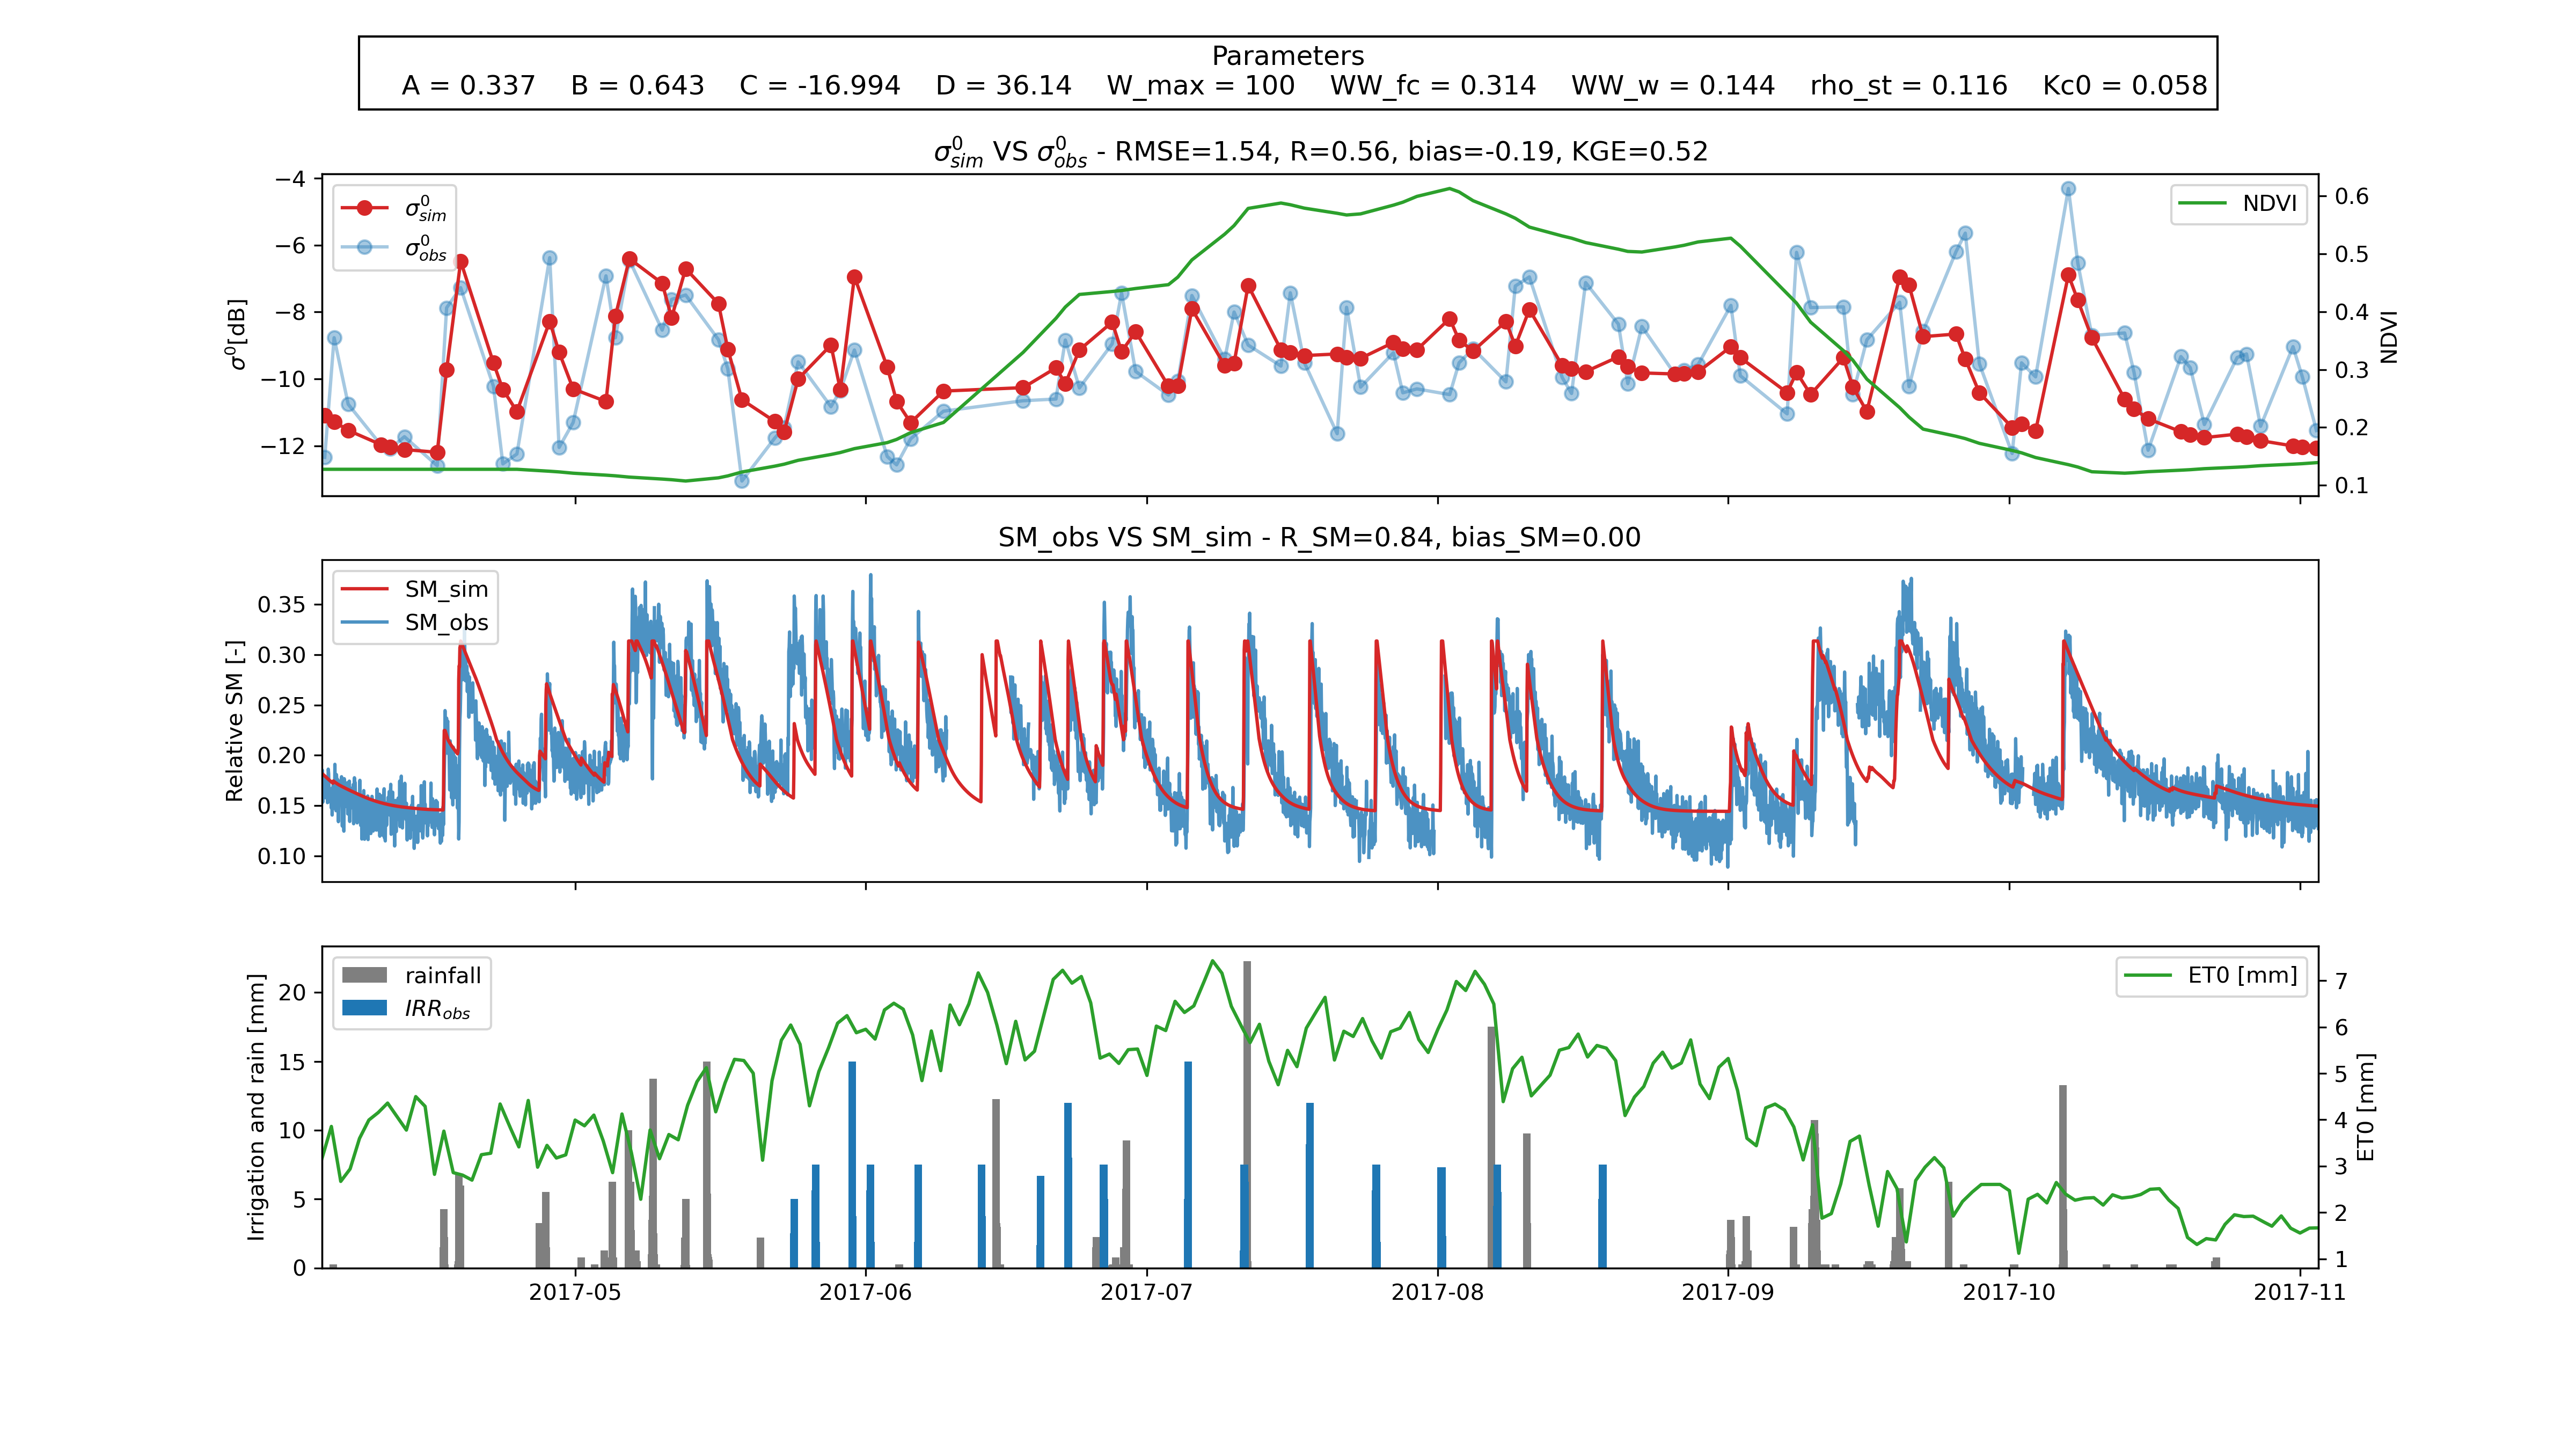 Parameters
A = 0.337 B = 0.643 C = -16.994 D = 36.14 W_max = 100 WW_fc = 0.314 WW_w = 0.144 rho_st = 0.116 Kc0 = 0.058
σ⁰sim VS σ⁰obs - RMSE=1.54, R=0.56, bias=-0.19, KGE=0.52
σ⁰sim
σ⁰obs
NDVI
σ⁰[dB]
−4
−6
−8
−10
−12
0.6
0.5
0.4
0.3
0.2
0.1
NDVI
SM_obs VS SM_sim - R_SM=0.84, bias_SM=0.00
SM_sim
SM_obs
Relative SM [-]
0.35
0.30
0.25
0.20
0.15
0.10
rainfall
IRRobs
ET0 [mm]
Irrigation and rain [mm]
20
15
10
5
0
7
6
5
4
3
2
1
ET0 [mm]
2017-05 2017-06 2017-07 2017-08 2017-09 2017-10 2017-11